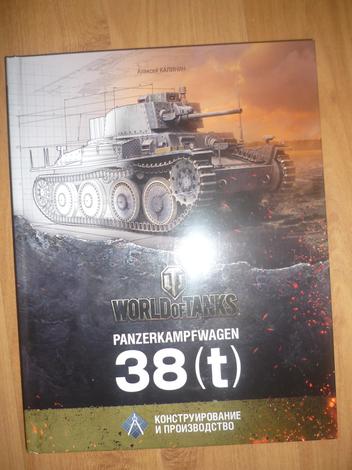 Алексей КАЛИНИН
WORLD OF TANKS
PANZERKAMPFWAGEN
38(t)
КОНСТРУИРОВАНИЕ
И ПРОИЗВОДСТВО